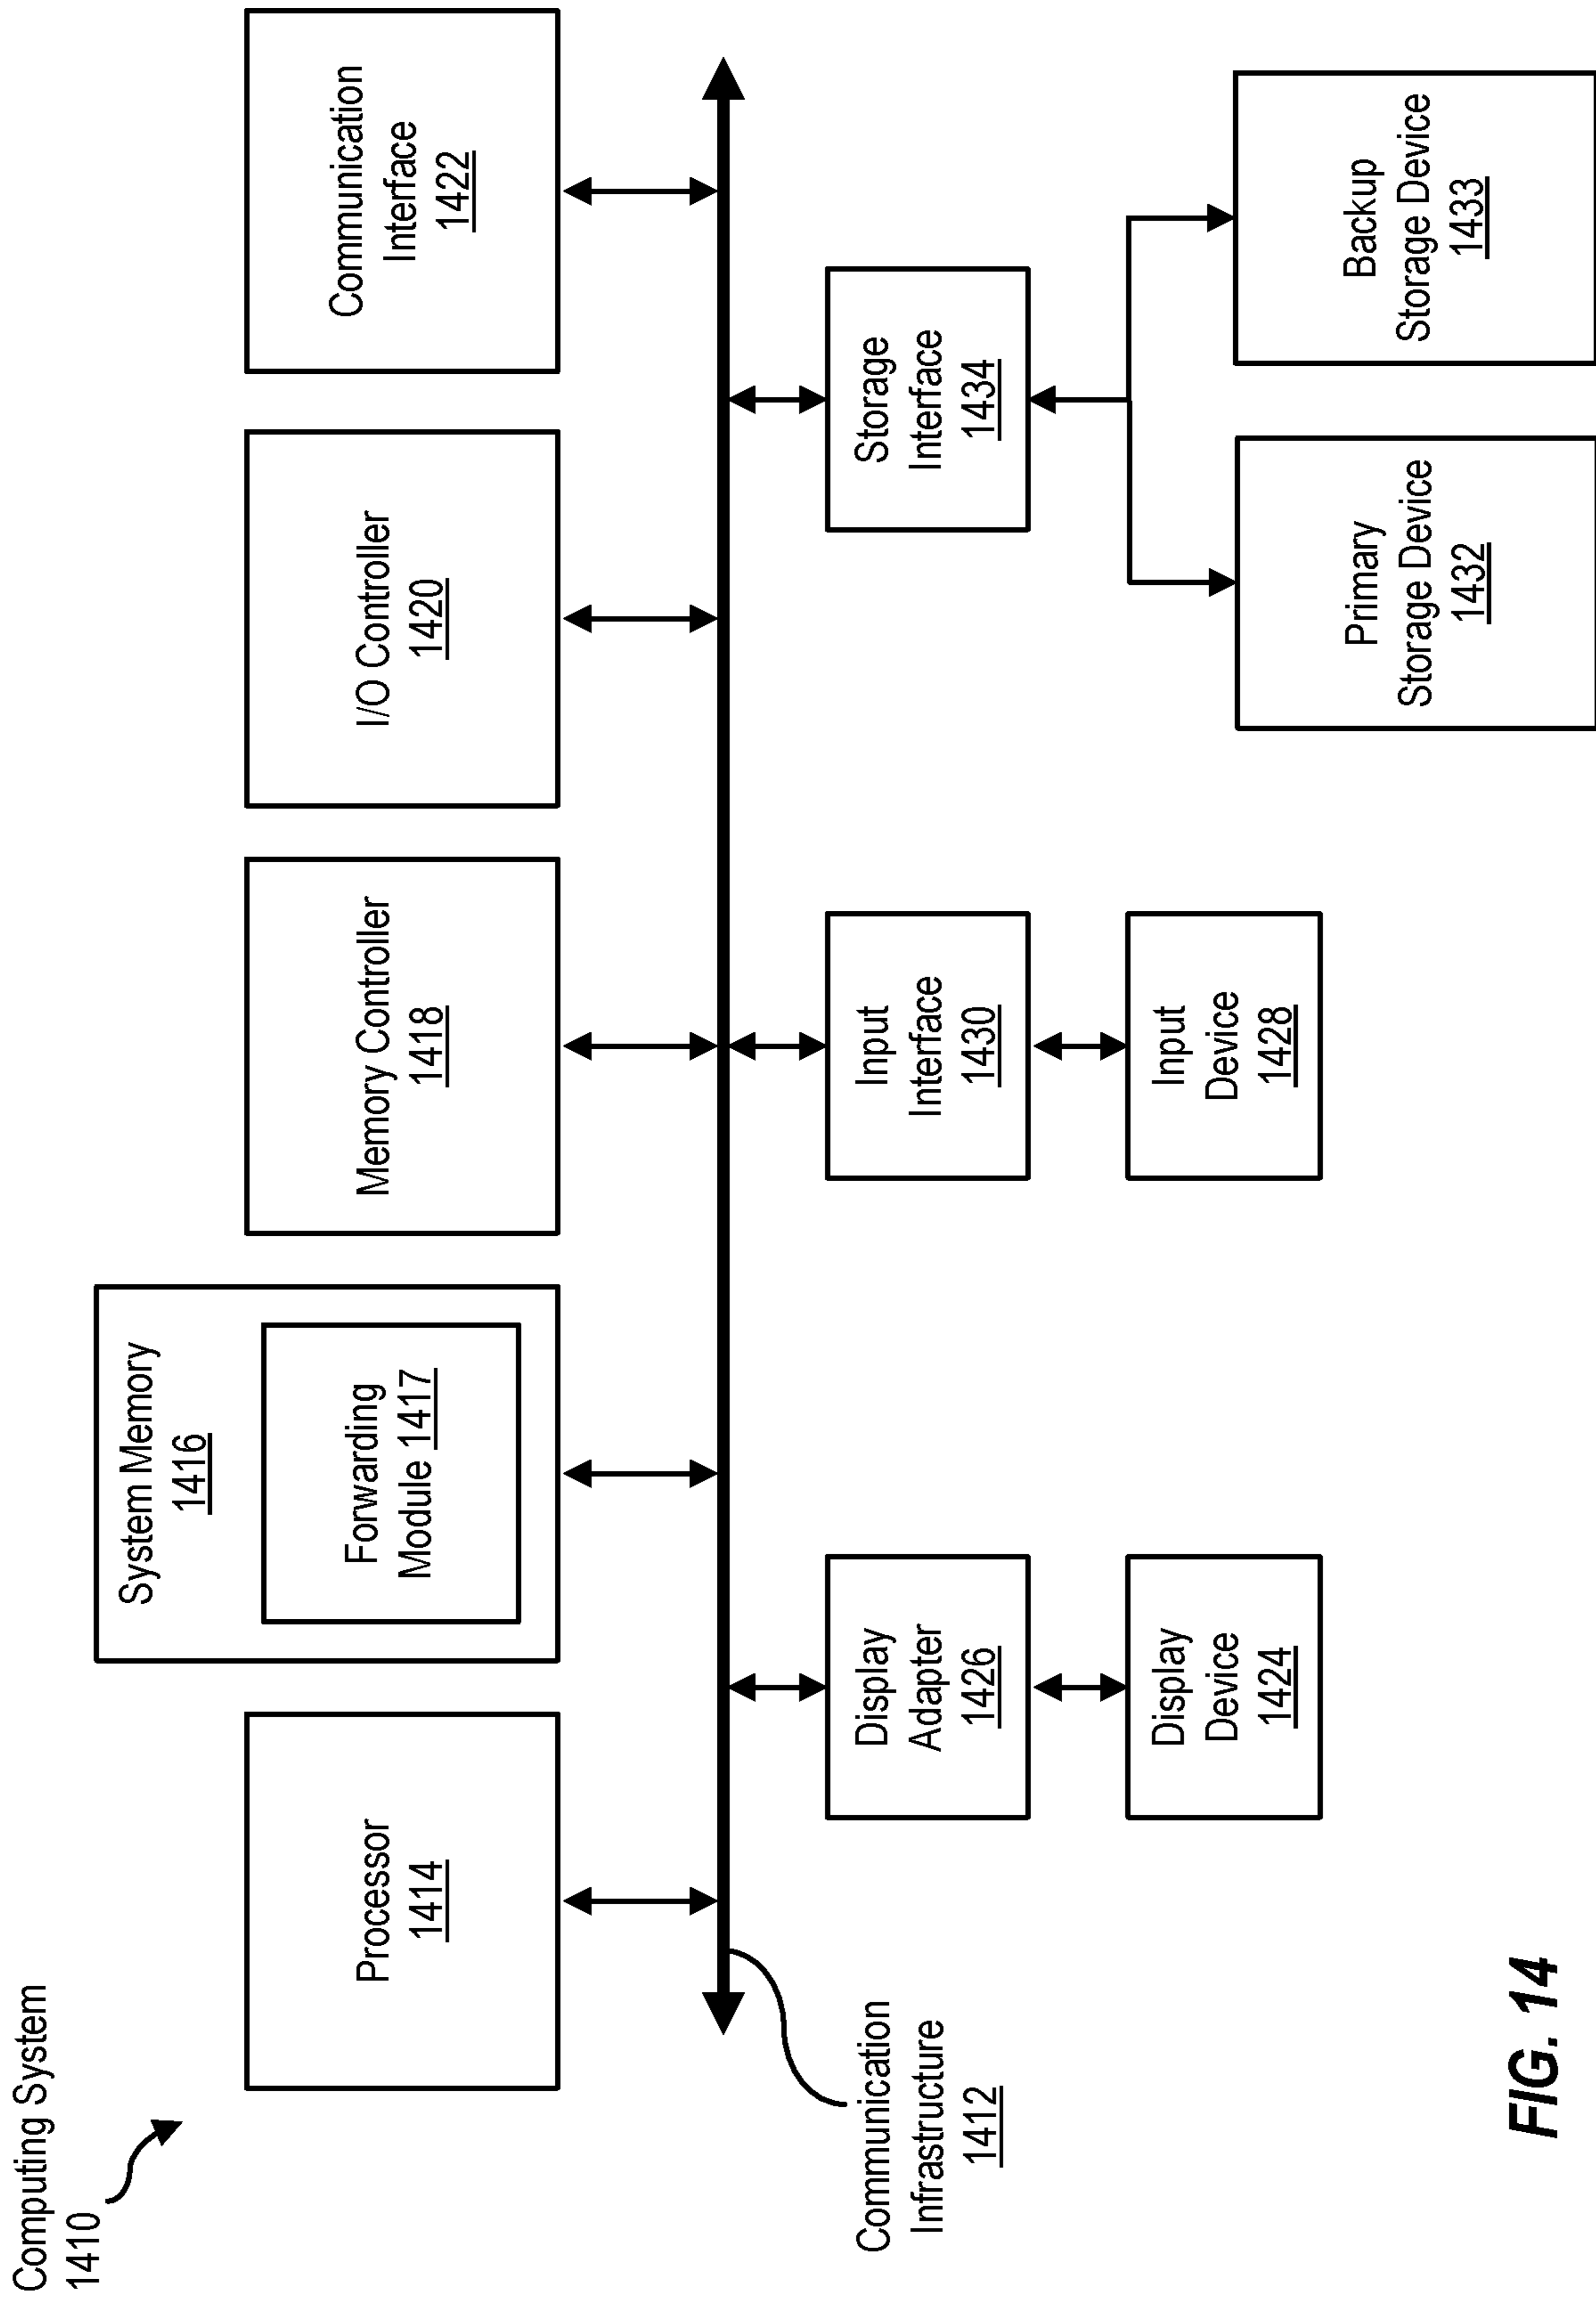 Computing System
1410
Processor
1414
System Memory
1416
Forwarding
Module 1417
Memory Controller
1418
I/O Controller
1420
Communication
Interface
1422
Communication
Infrastructure
1412
Display
Adapter
1426
Input
Interface
1430
Storage
Interface
1434
Display
Device
1424
Input
Device
1428
Primary
Storage Device
1432
Backup
Storage Device
1433
FIG. 14